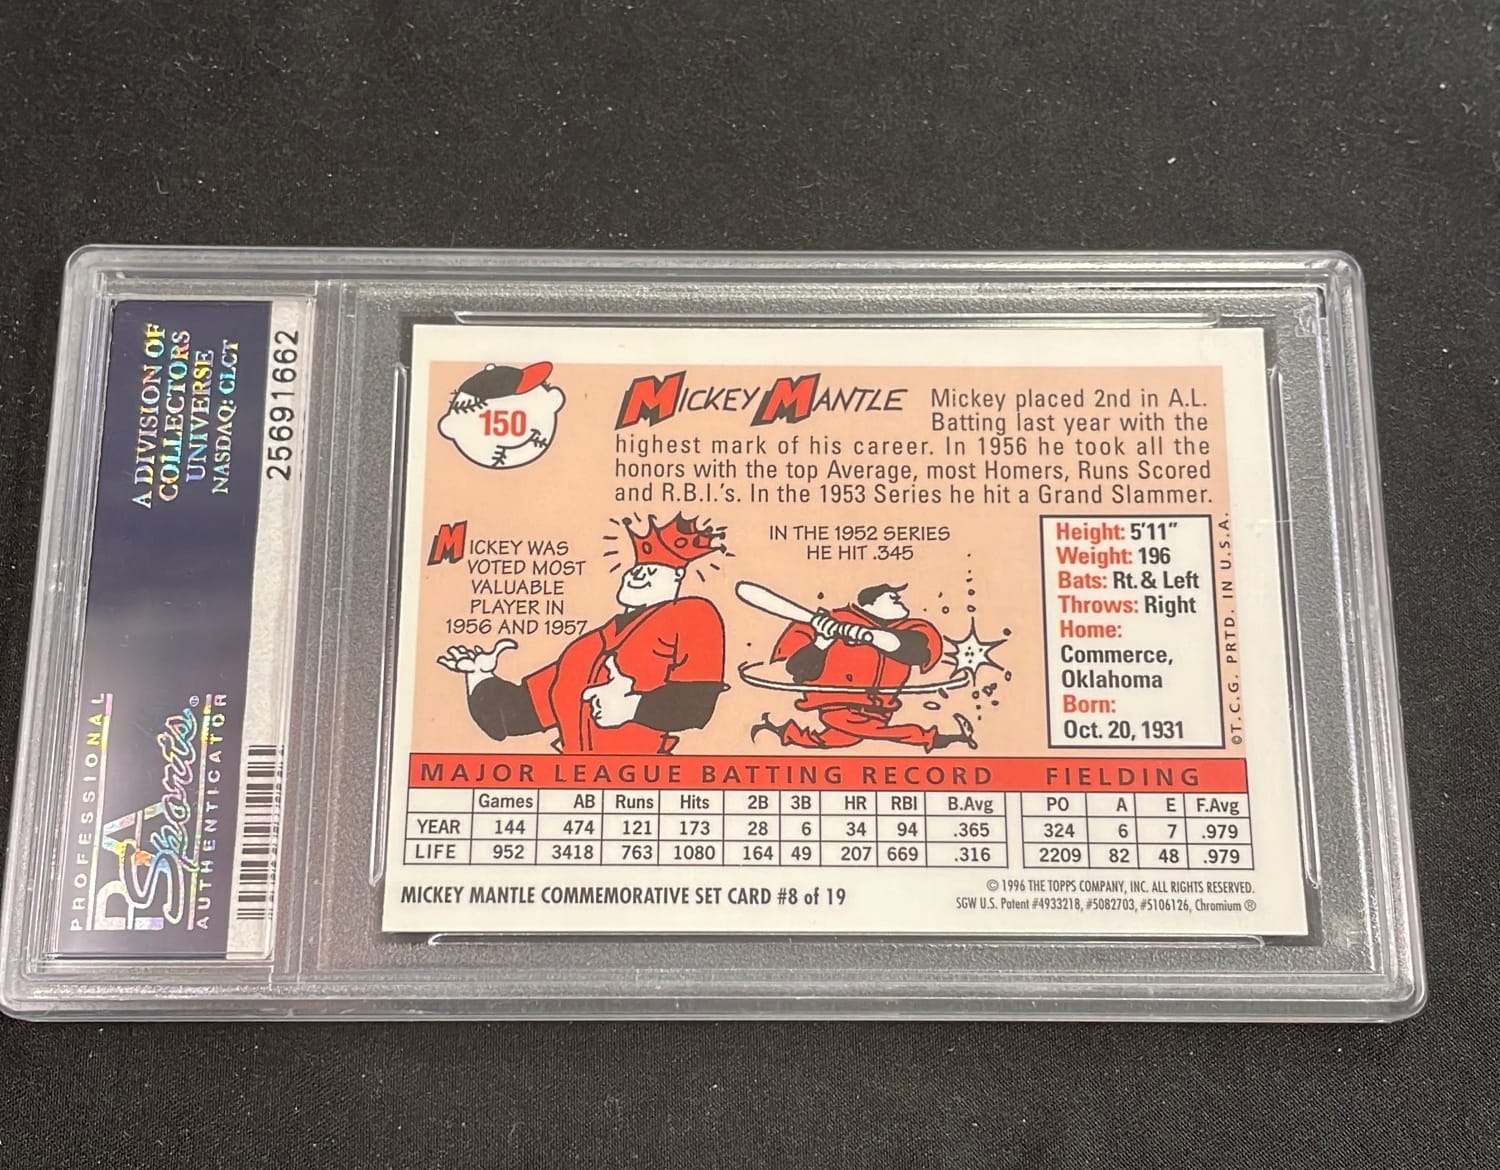 A DIVISION OF
COLLECTORS
UNIVERSE
NASDAQ: CLCT
25691662
PROFESSIONAL
PSA
Sports®
AUTHENTICATOR
150
MICKEY MANTLE
Mickey placed 2nd in A.L.
Batting last year with the
highest mark of his career. In 1956 he took all the
honors with the top Average, most Homers, Runs Scored
and R.B.I.'s. In the 1953 Series he hit a Grand Slammer.
MICKEY WAS
VOTED MOST
VALUABLE
PLAYER IN
1956 AND 1957
IN THE 1952 SERIES
HE HIT .345
Height: 5'11"
Weight: 196
Bats: Rt. & Left
Throws: Right
Home:
Commerce,
Oklahoma
Born:
Oct. 20, 1931
©T.C.G. PRTD. IN U.S.A.
MAJOR LEAGUE BATTING RECORD FIELDING
Games AB Runs Hits 2B 3B HR RBI B.Avg PO A E F.Avg
YEAR 144 474 121 173 28 6 34 94 .365 324 6 7 .979
LIFE 952 3418 763 1080 164 49 207 669 .316 2209 82 48 .979
MICKEY MANTLE COMMEMORATIVE SET CARD #8 of 19
© 1996 THE TOPPS COMPANY, INC. ALL RIGHTS RESERVED.
SGW U.S. Patent #4933218, #5082703, #5106126, Chromium ®